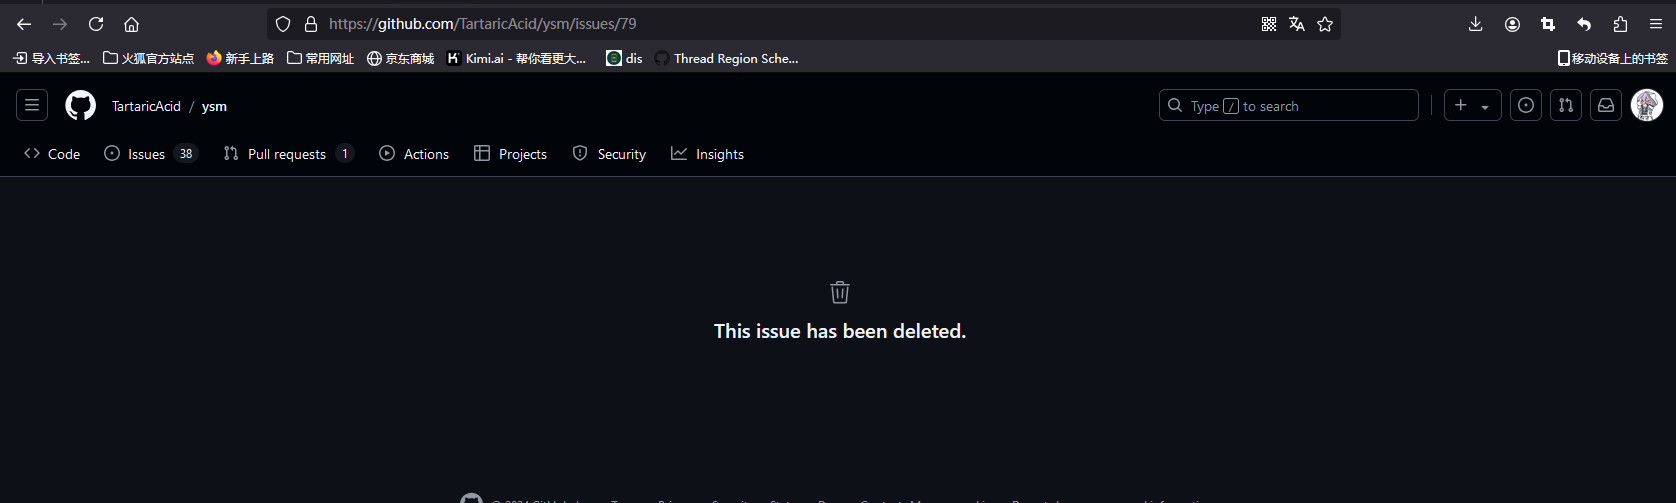 https://github.com/TartaricAcid/ysm/issues/79
导入书签... 火狐官方站点 新手上路 常用网址 京东商城 Kimi.ai - 帮你看更大... dis Thread Region Sche... 移动设备上的书签
TartaricAcid / ysm Type / to search
Code Issues 38 Pull requests 1 Actions Projects Security Insights
This issue has been deleted.